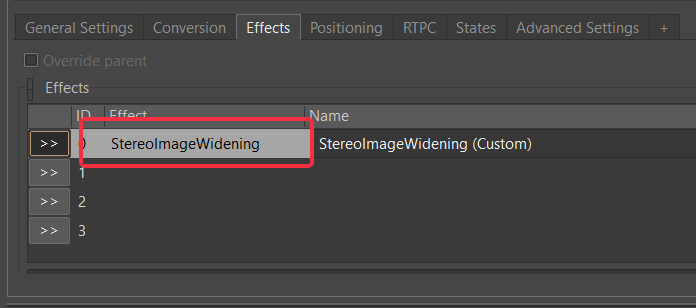 General Settings Conversion Effects Positioning RTPC States Advanced Settings +
Override parent
Effects
ID Effect Name
>> 0 StereoImageWidening StereoImageWidening (Custom)
>> 1
>> 2
>> 3